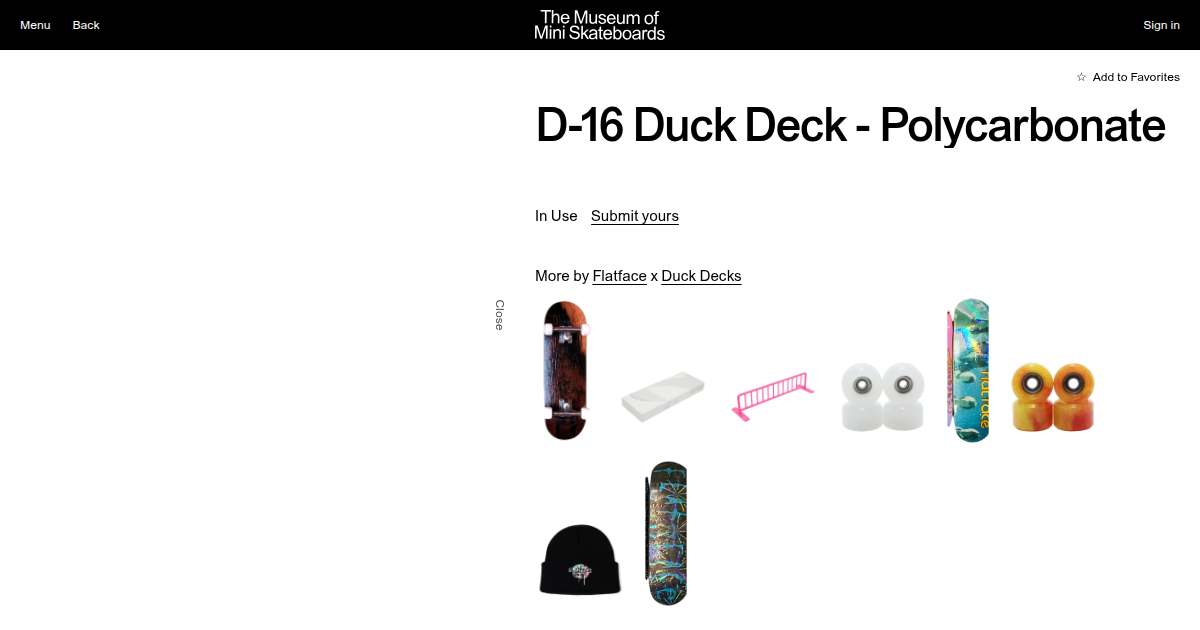 Menu
Back
The Museum of
Mini Skateboards
Sign in
☆ Add to Favorites
D-16 Duck Deck - Polycarbonate
In Use
Submit yours
More by Flatface x Duck Decks
Close
flatface